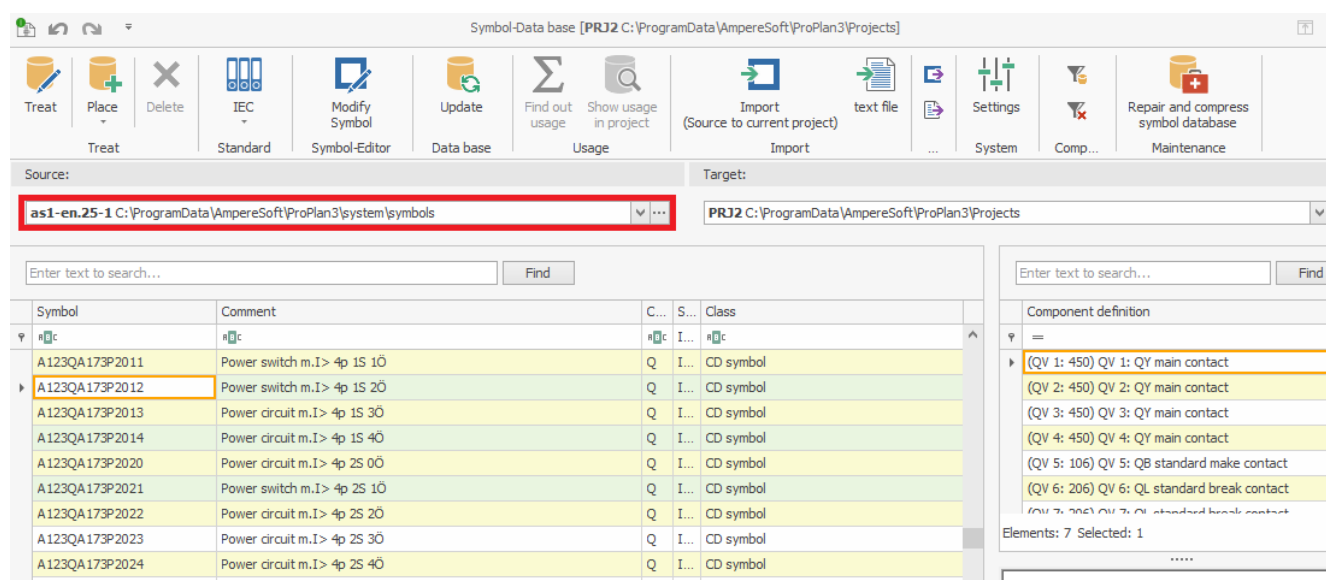 Symbol-Data base [PRJ2 C:\ProgramData\AmpereSoft\ProPlan3\Projects]
Treat
Place
Delete
IEC
Modify
Symbol
Update
Find out
usage
Show usage
in project
Import
(Source to current project)
text file
Settings
Repair and compress
symbol database
Treat
Standard
Symbol-Editor
Data base
Usage
Import
...
System
Comp...
Maintenance
Source:
Target:
as1-en.25-1 C:\ProgramData\AmpereSoft\ProPlan3\system\symbols
PRJ2 C:\ProgramData\AmpereSoft\ProPlan3\Projects
Enter text to search...
Find
Enter text to search...
Find
Symbol Comment C... S... Class
Component definition
I...
=
A123QA173P2011 Power switch m.I> 4p 1S 1Ö Q I... CD symbol
A123QA173P2012 Power switch m.I> 4p 1S 2Ö Q I... CD symbol
A123QA173P2013 Power circuit m.I> 4p 1S 3Ö Q I... CD symbol
A123QA173P2014 Power circuit m.I> 4p 1S 4Ö Q I... CD symbol
A123QA173P2020 Power circuit m.I> 4p 2S 0Ö Q I... CD symbol
A123QA173P2021 Power switch m.I> 4p 2S 1Ö Q I... CD symbol
A123QA173P2022 Power circuit m.I> 4p 2S 2Ö Q I... CD symbol
A123QA173P2023 Power circuit m.I> 4p 2S 3Ö Q I... CD symbol
A123QA173P2024 Power circuit m.I> 4p 2S 4Ö Q I... CD symbol
(QV 1: 450) QV 1: QY main contact
(QV 2: 450) QV 2: QY main contact
(QV 3: 450) QV 3: QY main contact
(QV 4: 450) QV 4: QY main contact
(QV 5: 106) QV 5: QB standard make contact
(QV 6: 206) QV 6: QL standard break contact
(QV 7: 206) QV 7: QL standard break contact
Elements: 7 Selected: 1